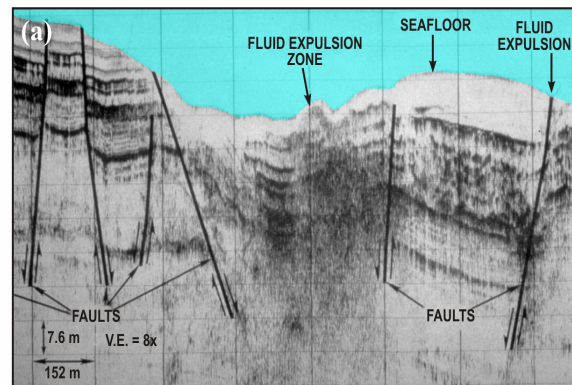 (a)
SEAFLOOR
FLUID EXPULSION
ZONE
FLUID
EXPULSION
FAULTS
FAULTS
7.6 m
V.E. = 8x
152 m